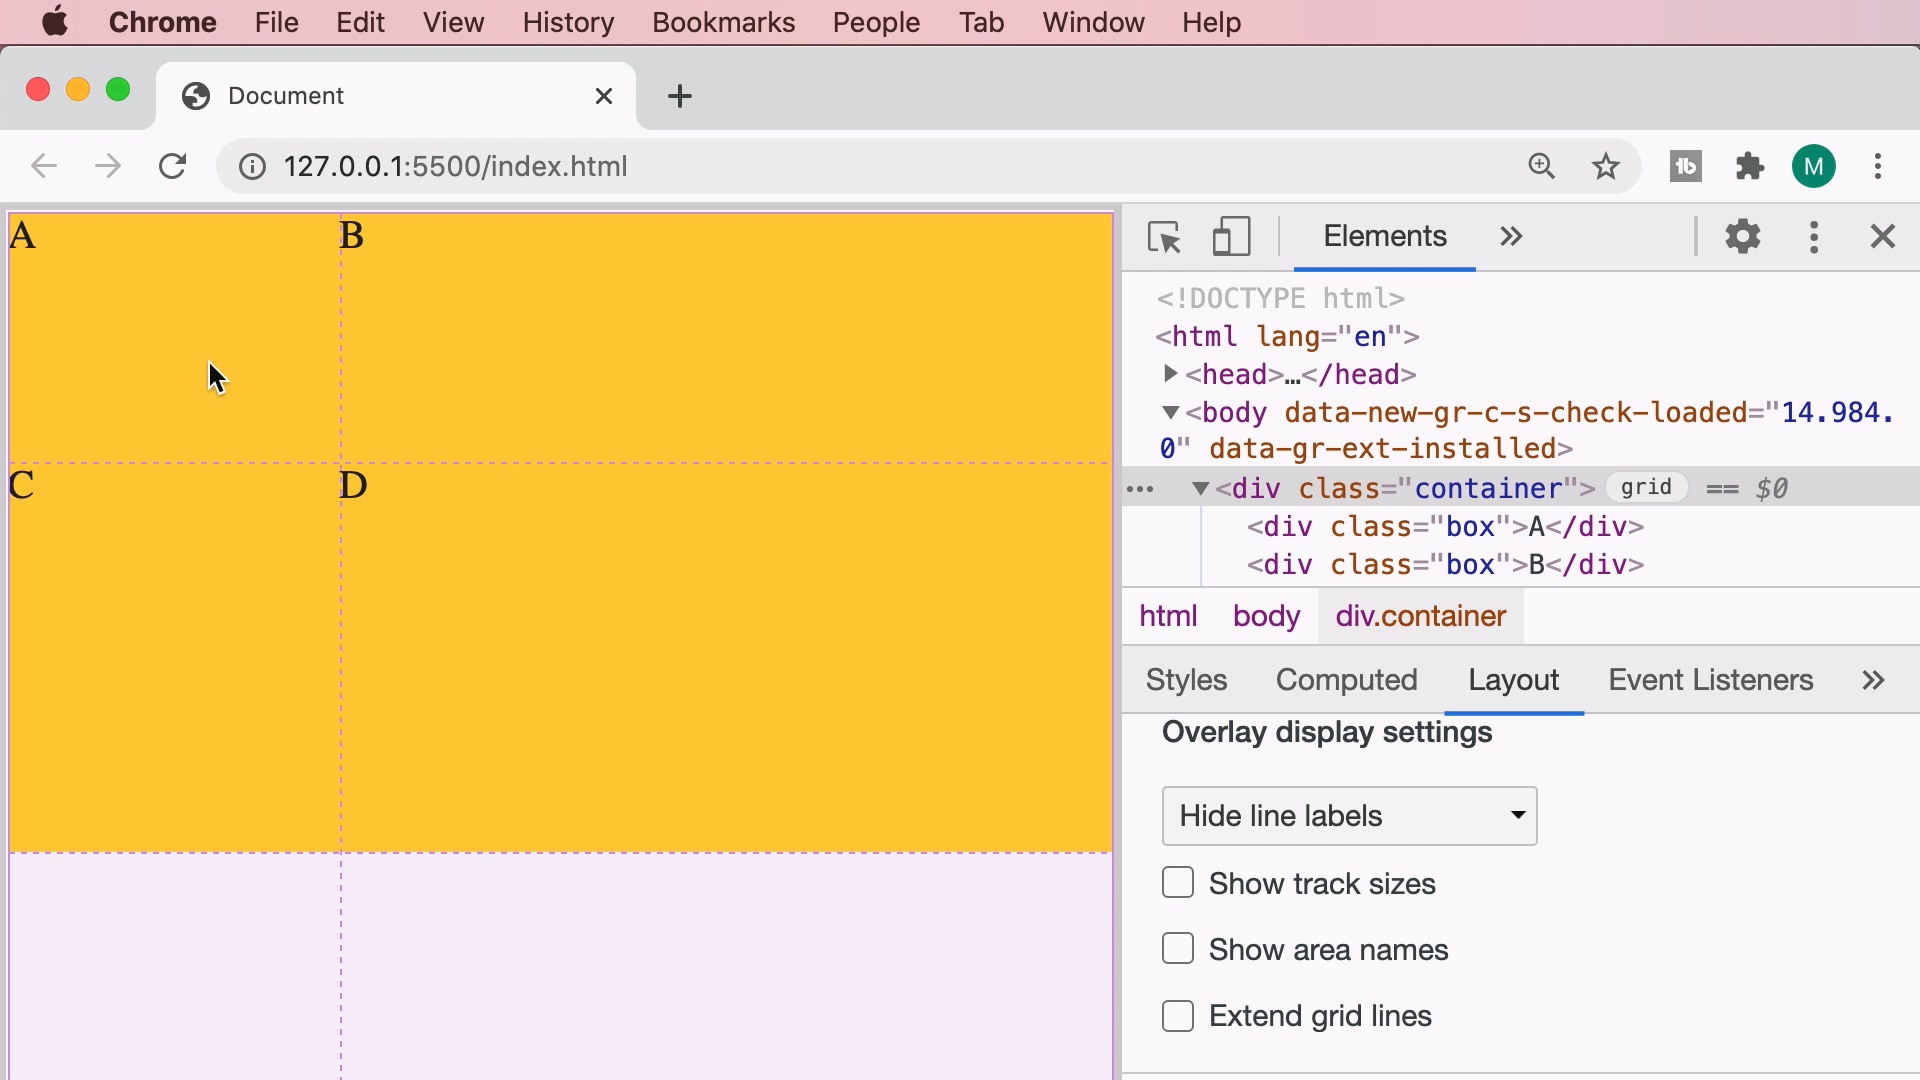 Chrome File Edit View History Bookmarks People Tab Window Help
Document
127.0.0.1:5500/index.html
tb
M
A B
C D
Elements
<!DOCTYPE html>
<html lang="en">
<head>…</head>
<body data-new-gr-c-s-check-loaded="14.984.
0" data-gr-ext-installed>
<div class="container"> grid == $0
<div class="box">A</div>
<div class="box">B</div>
html body div.container
Styles Computed Layout Event Listeners
Overlay display settings
Hide line labels
Show track sizes
Show area names
Extend grid lines